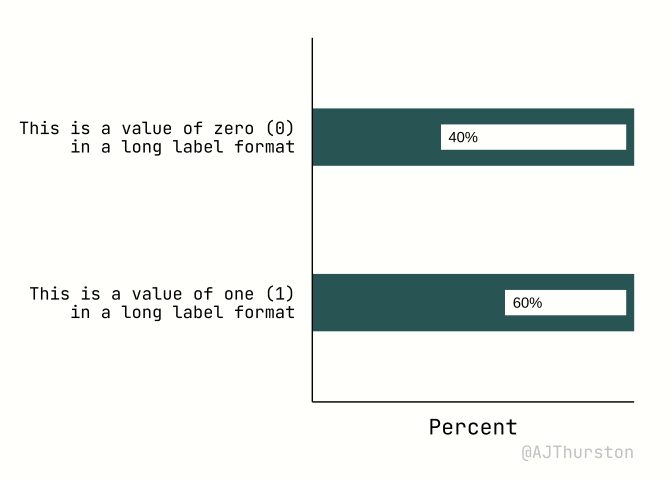 This is a value of zero (0)
in a long label format
40%
This is a value of one (1)
in a long label format
60%
Percent
@AJThurston